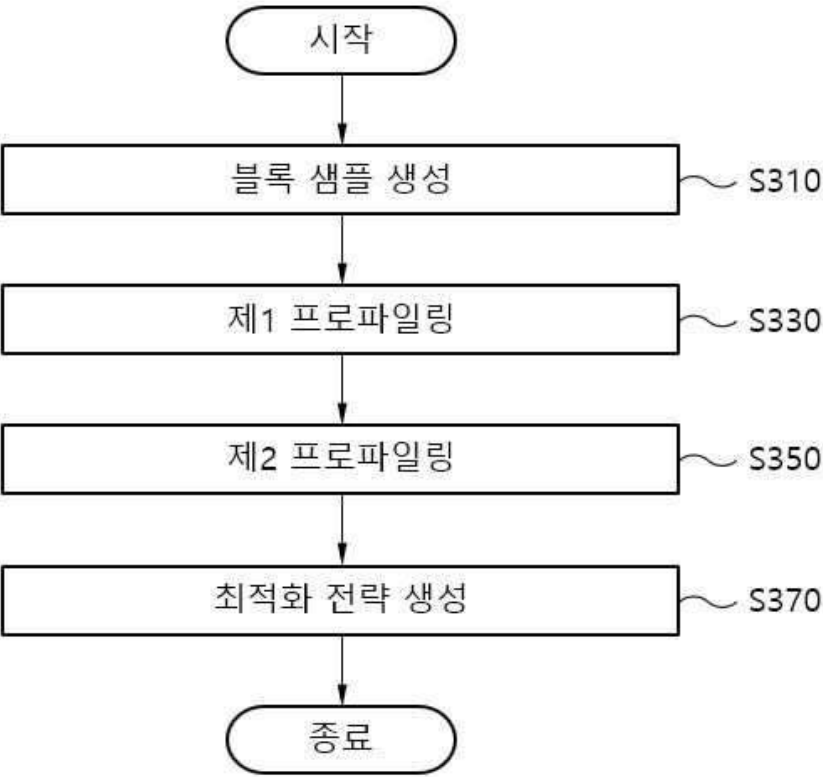 시작
블록 샘플 생성 S310
제1 프로파일링 S330
제2 프로파일링 S350
최적화 전략 생성 S370
종료